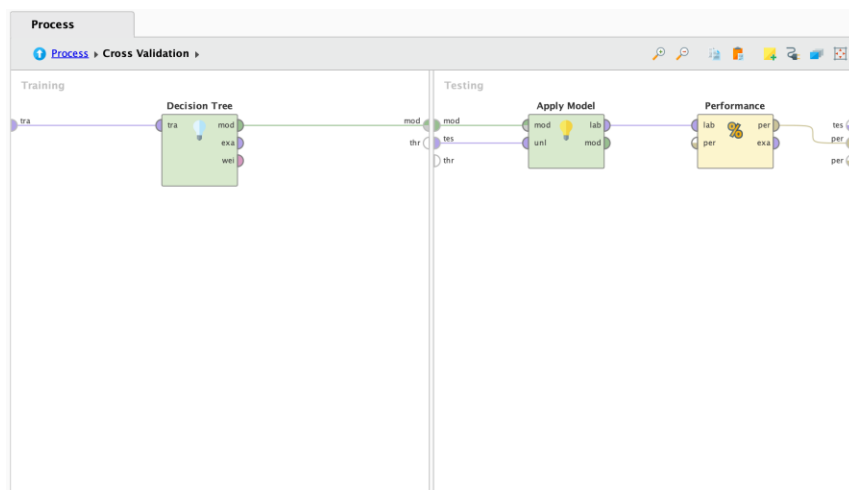 Process
Process ▸ Cross Validation ▸
Training
Testing
Decision Tree
Apply Model
Performance
tra
tra
mod
mod
mod
mod
lab
lab
per
tes
exa
thr
tes
unl
mod
per
exa
per
wei
thr
per